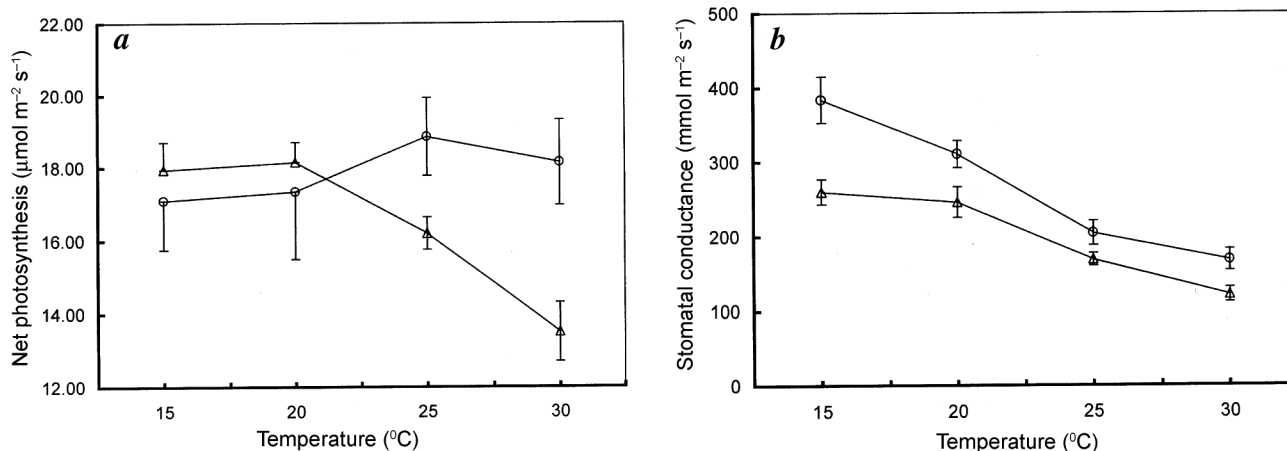 a
Net photosynthesis (μmol m⁻² s⁻¹)
22.00
20.00
18.00
16.00
14.00
12.00
15 20 25 30
Temperature (⁰C)
b
Stomatal conductance (mmol m⁻² s⁻¹)
500
400
300
200
100
0
15 20 25 30
Temperature (⁰C)